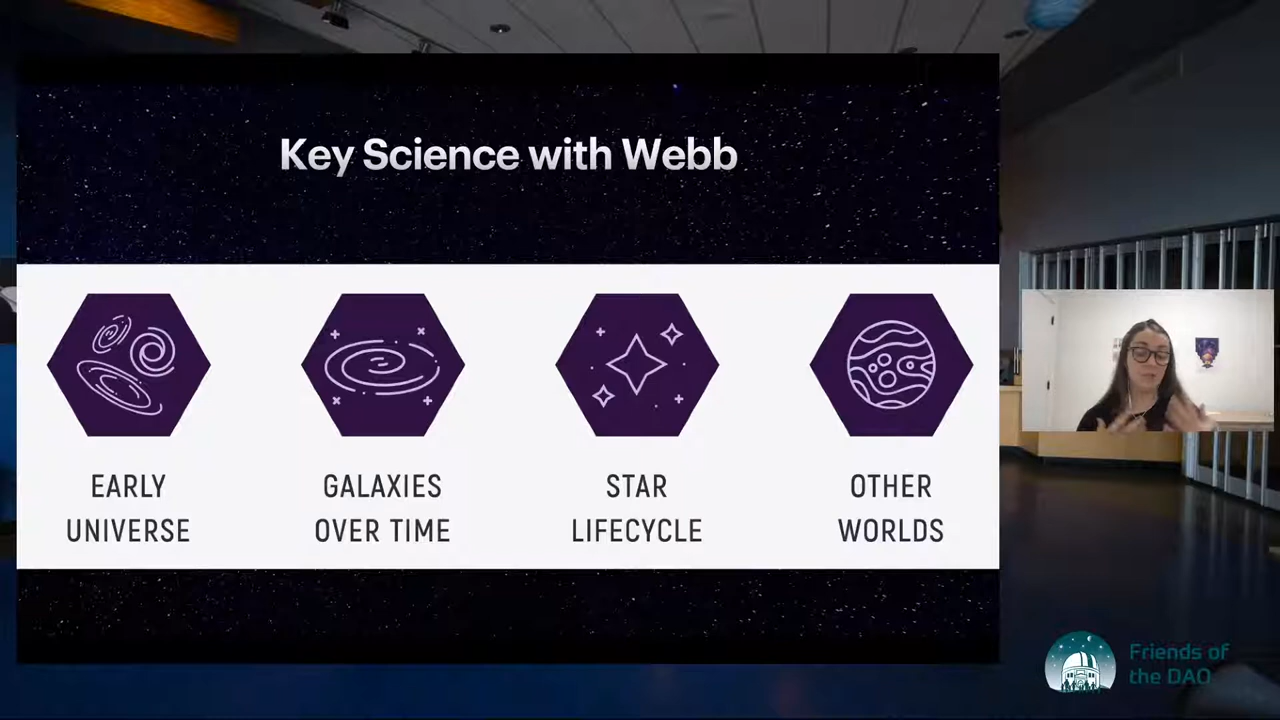 Key Science with Webb
EARLY
UNIVERSE
GALAXIES
OVER TIME
STAR
LIFECYCLE
OTHER
WORLDS
Friends of
the DAO